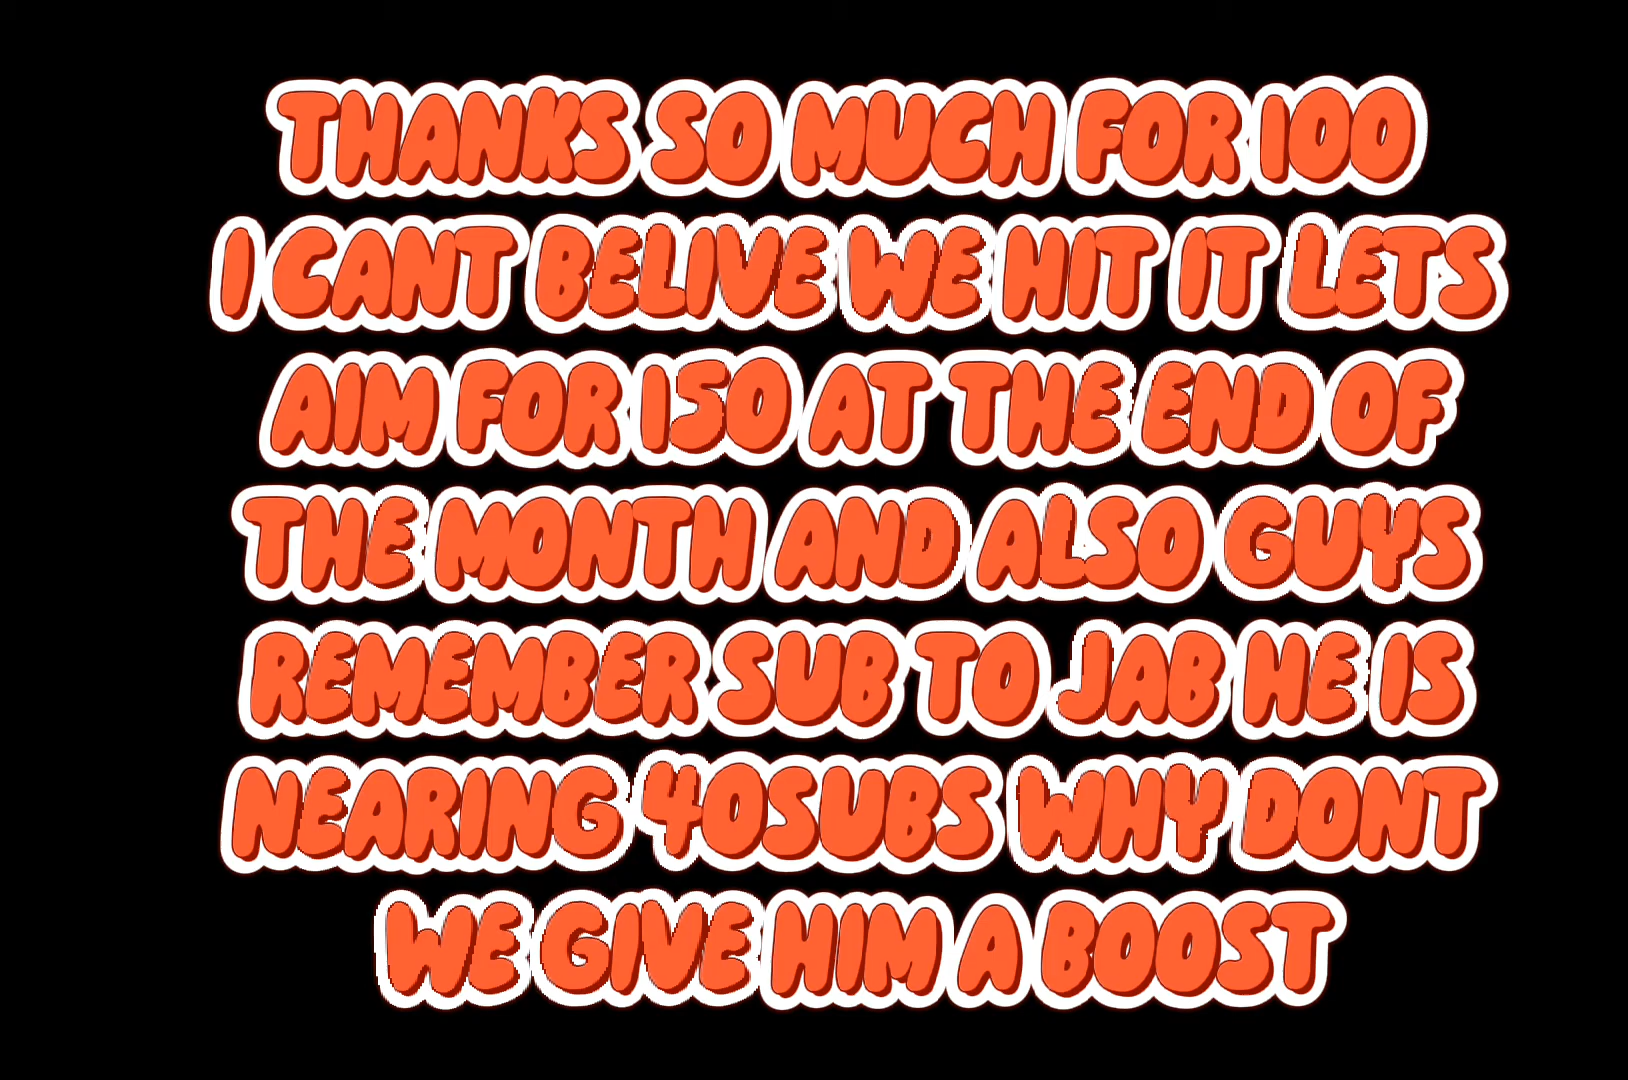 THANKS SO MUCH FOR 100
I CANT BELIVE WE HIT IT LETS
AIM FOR 150 AT THE END OF
THE MONTH AND ALSO GUYS
REMEMBER SUB TO JAB HE IS
NEARING 40SUBS WHY DONT
WE GIVE HIM A BOOST